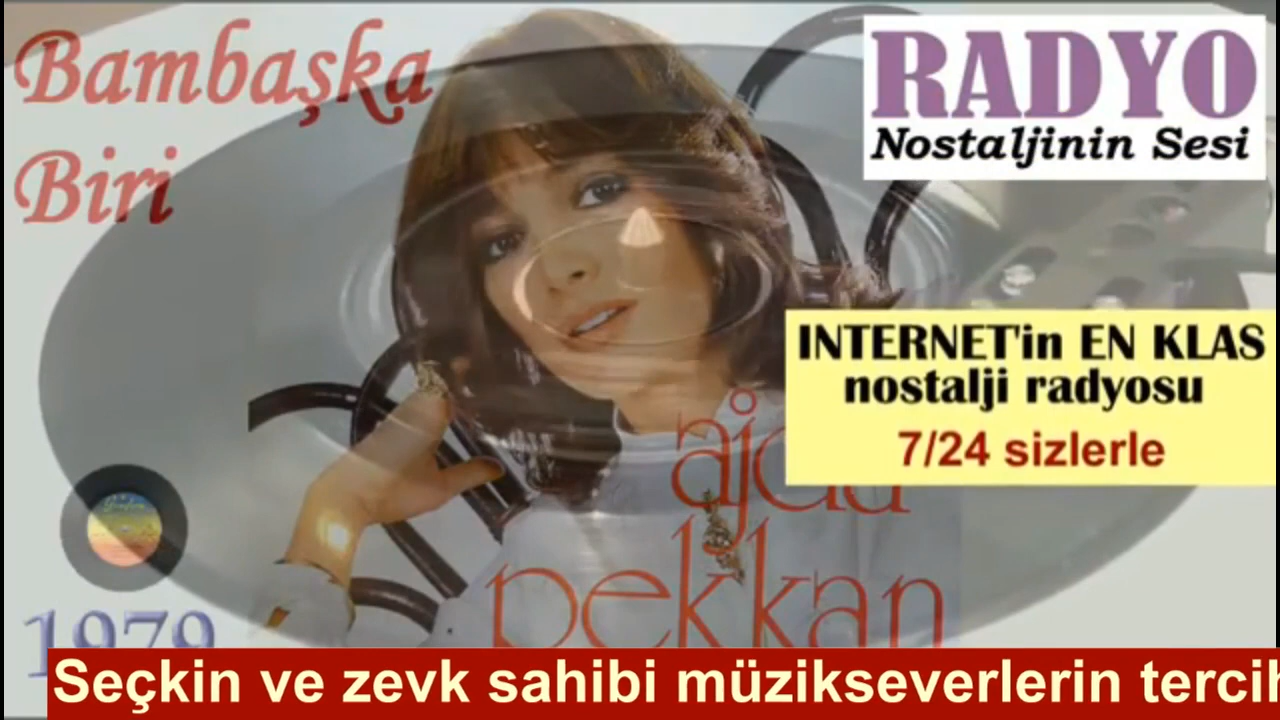 Bambaşka
Biri
RADYO
Nostaljinin Sesi
INTERNET'in EN KLAS
nostalji radyosu
7/24 sizlerle
ajda
pekkan
1979
Seçkin ve zevk sahibi müzikseverlerin tercih